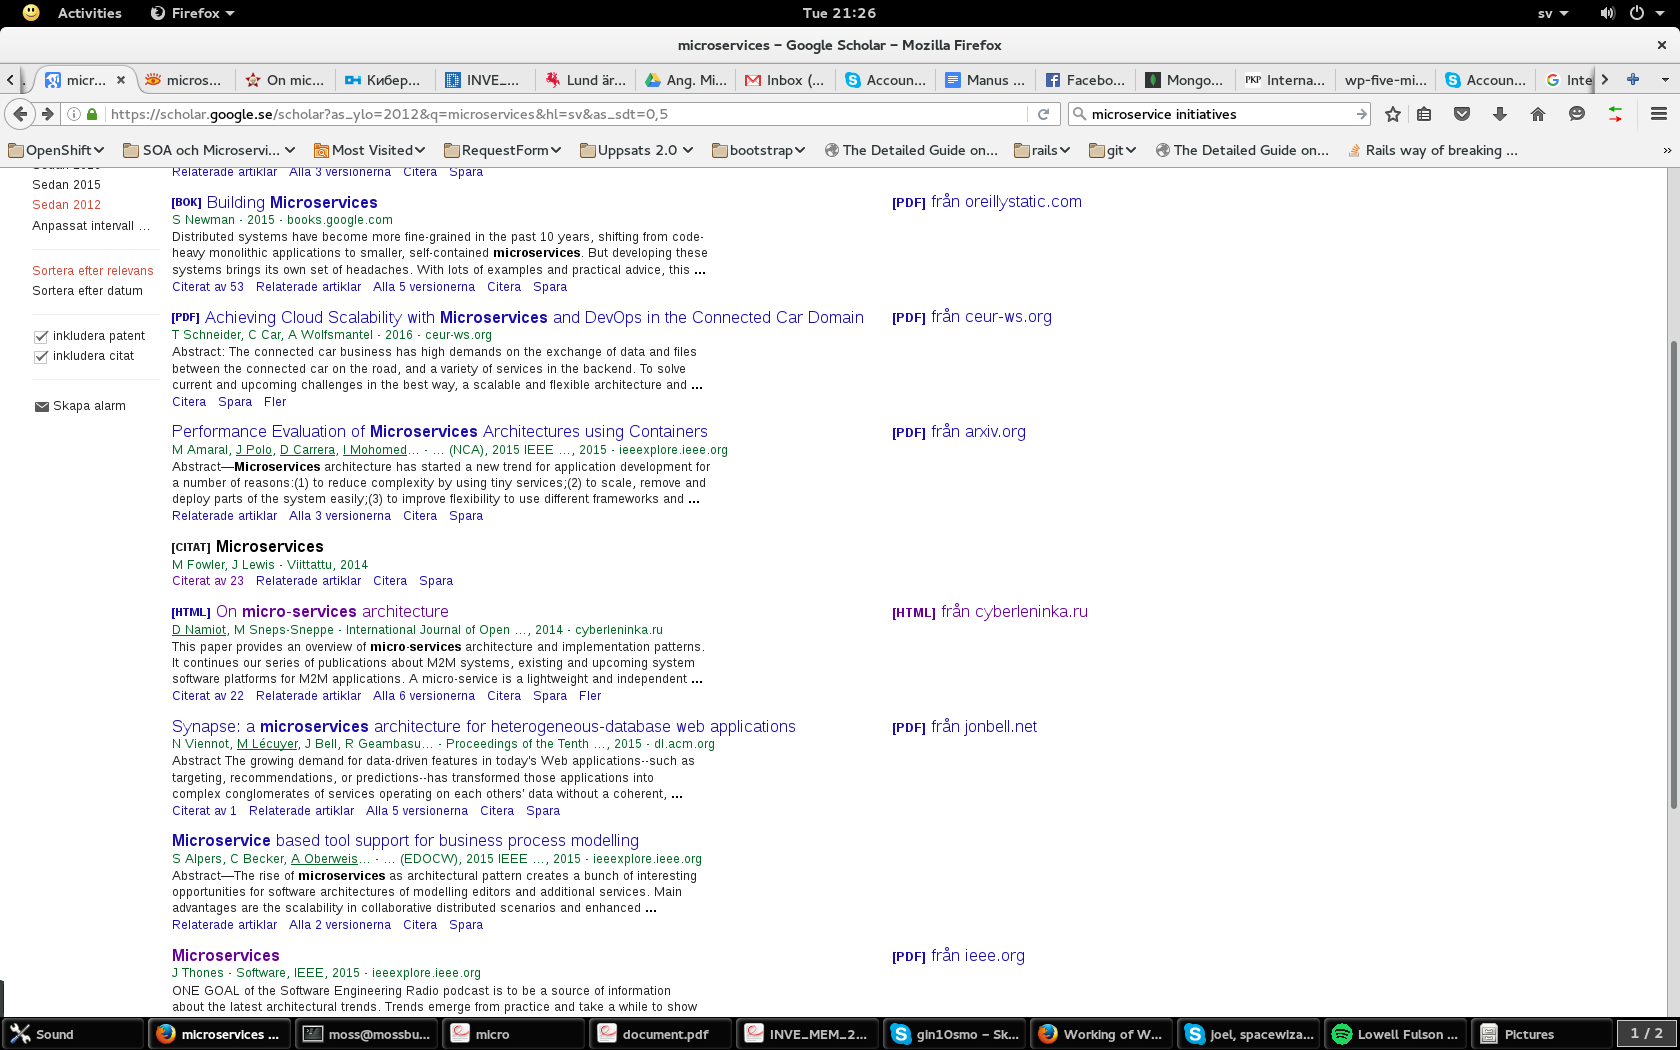 Activities Firefox Tue 21:26 sv
microservices – Google Scholar – Mozilla Firefox
micr... micros... On mic... Кибер... INVE_... Lund är... Ang. Mi... Inbox (... Accoun... Manus ... Facebo... Mongo... PKP Interna... wp-five-mi... Accoun... Inte
https://scholar.google.se/scholar?as_ylo=2012&q=microservices&hl=sv&as_sdt=0,5 microservice initiatives
OpenShift SOA och Microservi... Most Visited RequestForm Uppsats 2.0 bootstrap The Detailed Guide on... rails git The Detailed Guide on... Rails way of breaking ... »
Relaterade artiklar Alla 3 versionerna Citera Spara
Sedan 2015
Sedan 2012
Anpassat intervall ...
Sortera efter relevans
Sortera efter datum
inkludera patent
inkludera citat
Skapa alarm
[BOK] Building Microservices [PDF] från oreillystatic.com
S Newman - 2015 - books.google.com
Distributed systems have become more fine-grained in the past 10 years, shifting from code-
heavy monolithic applications to smaller, self-contained microservices. But developing these
systems brings its own set of headaches. With lots of examples and practical advice, this ...
Citerat av 53 Relaterade artiklar Alla 5 versionerna Citera Spara
[PDF] Achieving Cloud Scalability with Microservices and DevOps in the Connected Car Domain [PDF] från ceur-ws.org
T Schneider, C Car, A Wolfsmantel - 2016 - ceur-ws.org
Abstract: The connected car business has high demands on the exchange of data and files
between the connected car on the road, and a variety of services in the backend. To solve
current and upcoming challenges in the best way, a scalable and flexible architecture and ...
Citera Spara Fler
Performance Evaluation of Microservices Architectures using Containers [PDF] från arxiv.org
M Amaral, J Polo, D Carrera, I Mohomed... - ... (NCA), 2015 IEEE ..., 2015 - ieeexplore.ieee.org
Abstract—Microservices architecture has started a new trend for application development for
a number of reasons:(1) to reduce complexity by using tiny services;(2) to scale, remove and
deploy parts of the system easily;(3) to improve flexibility to use different frameworks and ...
Relaterade artiklar Alla 3 versionerna Citera Spara
[CITAT] Microservices
M Fowler, J Lewis - Viittattu, 2014
Citerat av 23 Relaterade artiklar Citera Spara
[HTML] On micro-services architecture [HTML] från cyberleninka.ru
D Namiot, M Sneps-Sneppe - International Journal of Open ..., 2014 - cyberleninka.ru
This paper provides an overview of micro-services architecture and implementation patterns.
It continues our series of publications about M2M systems, existing and upcoming system
software platforms for M2M applications. A micro-service is a lightweight and independent ...
Citerat av 22 Relaterade artiklar Alla 6 versionerna Citera Spara Fler
Synapse: a microservices architecture for heterogeneous-database web applications [PDF] från jonbell.net
N Viennot, M Lécuyer, J Bell, R Geambasu... - Proceedings of the Tenth ..., 2015 - dl.acm.org
Abstract The growing demand for data-driven features in today's Web applications--such as
targeting, recommendations, or predictions--has transformed those applications into
complex conglomerates of services operating on each others' data without a coherent, ...
Citerat av 1 Relaterade artiklar Alla 5 versionerna Citera Spara
Microservice based tool support for business process modelling
S Alpers, C Becker, A Oberweis... - ... (EDOCW), 2015 IEEE ..., 2015 - ieeexplore.ieee.org
Abstract—The rise of microservices as architectural pattern creates a bunch of interesting
opportunities for software architectures of modelling editors and additional services. Main
advantages are the scalability in collaborative distributed scenarios and enhanced ...
Relaterade artiklar Alla 2 versionerna Citera Spara
Microservices [PDF] från ieee.org
J Thones - Software, IEEE, 2015 - ieeexplore.ieee.org
ONE GOAL of the Software Engineering Radio podcast is to be a source of information
about the latest architectural trends. Trends emerge from practice and take a while to show
Sound microservices ... moss@mossbu... micro document.pdf INVE_MEM_2... gin10smo – Sk... Working of W... joel, spacewiza... Lowell Fulson ... Pictures 1 / 2